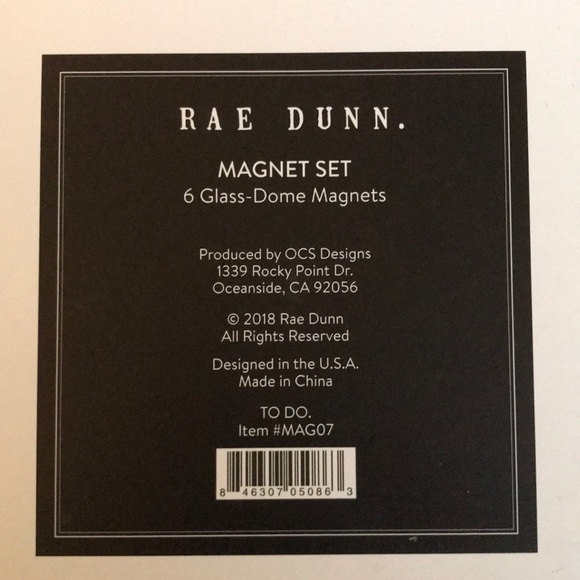 RAE DUNN.
MAGNET SET
6 Glass-Dome Magnets
Produced by OCS Designs
1339 Rocky Point Dr.
Oceanside, CA 92056
© 2018 Rae Dunn
All Rights Reserved
Designed in the U.S.A.
Made in China
TO DO.
Item #MAG07
8 46307 05086 3